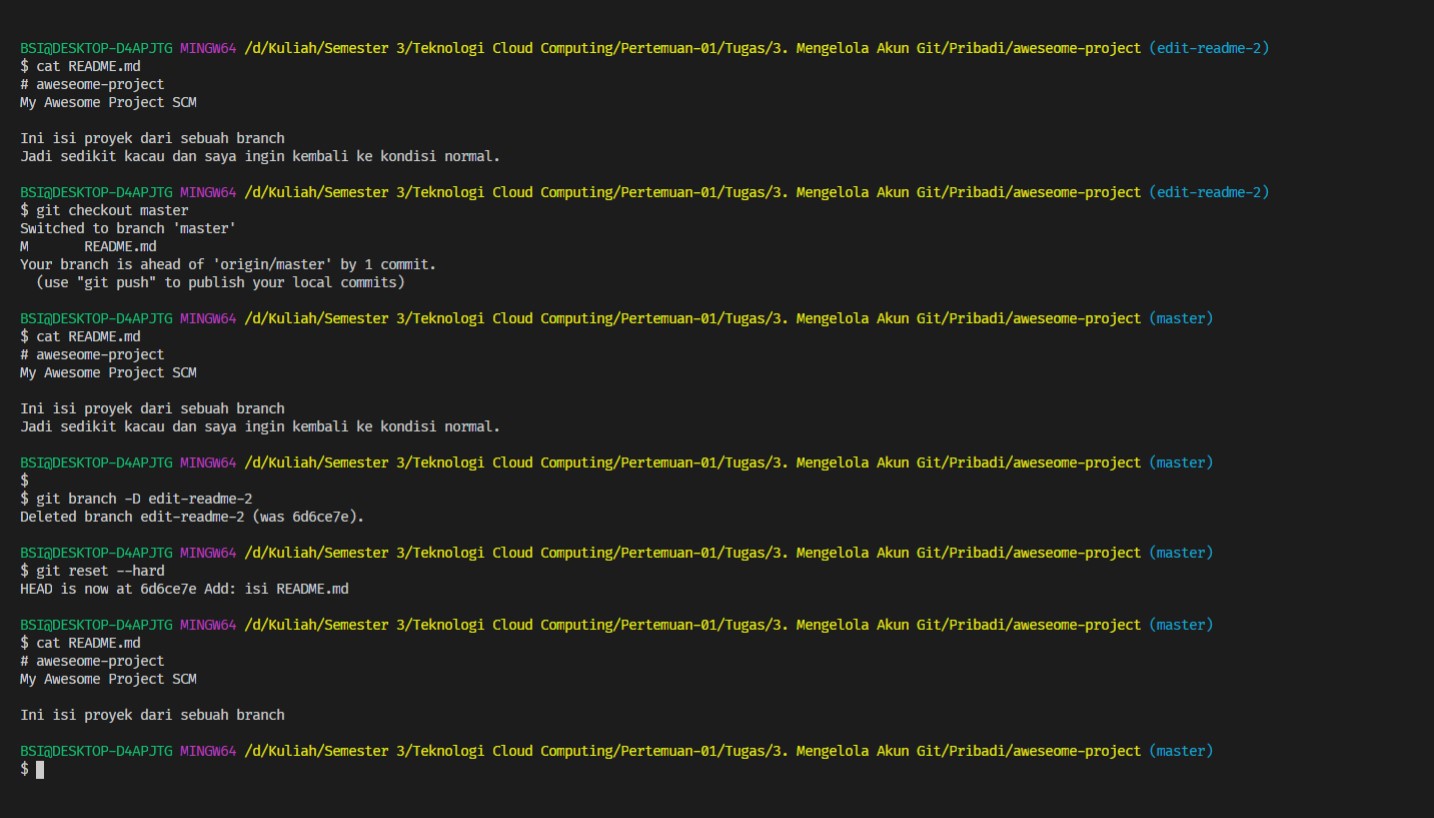 BSI@DESKTOP-D4APJTG MINGW64 /d/Kuliah/Semester 3/Teknologi Cloud Computing/Pertemuan-01/Tugas/3. Mengelola Akun Git/Pribadi/aweseome-project (edit-readme-2)
$ cat README.md
# aweseome-project
My Awesome Project SCM
Ini isi proyek dari sebuah branch
Jadi sedikit kacau dan saya ingin kembali ke kondisi normal.
BSI@DESKTOP-D4APJTG MINGW64 /d/Kuliah/Semester 3/Teknologi Cloud Computing/Pertemuan-01/Tugas/3. Mengelola Akun Git/Pribadi/aweseome-project (edit-readme-2)
$ git checkout master
Switched to branch 'master'
M       README.md
Your branch is ahead of 'origin/master' by 1 commit.
  (use "git push" to publish your local commits)
BSI@DESKTOP-D4APJTG MINGW64 /d/Kuliah/Semester 3/Teknologi Cloud Computing/Pertemuan-01/Tugas/3. Mengelola Akun Git/Pribadi/aweseome-project (master)
$ cat README.md
# aweseome-project
My Awesome Project SCM
Ini isi proyek dari sebuah branch
Jadi sedikit kacau dan saya ingin kembali ke kondisi normal.
BSI@DESKTOP-D4APJTG MINGW64 /d/Kuliah/Semester 3/Teknologi Cloud Computing/Pertemuan-01/Tugas/3. Mengelola Akun Git/Pribadi/aweseome-project (master)
$
$ git branch -D edit-readme-2
Deleted branch edit-readme-2 (was 6d6ce7e).
BSI@DESKTOP-D4APJTG MINGW64 /d/Kuliah/Semester 3/Teknologi Cloud Computing/Pertemuan-01/Tugas/3. Mengelola Akun Git/Pribadi/aweseome-project (master)
$ git reset --hard
HEAD is now at 6d6ce7e Add: isi README.md
BSI@DESKTOP-D4APJTG MINGW64 /d/Kuliah/Semester 3/Teknologi Cloud Computing/Pertemuan-01/Tugas/3. Mengelola Akun Git/Pribadi/aweseome-project (master)
$ cat README.md
# aweseome-project
My Awesome Project SCM
Ini isi proyek dari sebuah branch
BSI@DESKTOP-D4APJTG MINGW64 /d/Kuliah/Semester 3/Teknologi Cloud Computing/Pertemuan-01/Tugas/3. Mengelola Akun Git/Pribadi/aweseome-project (master)
$